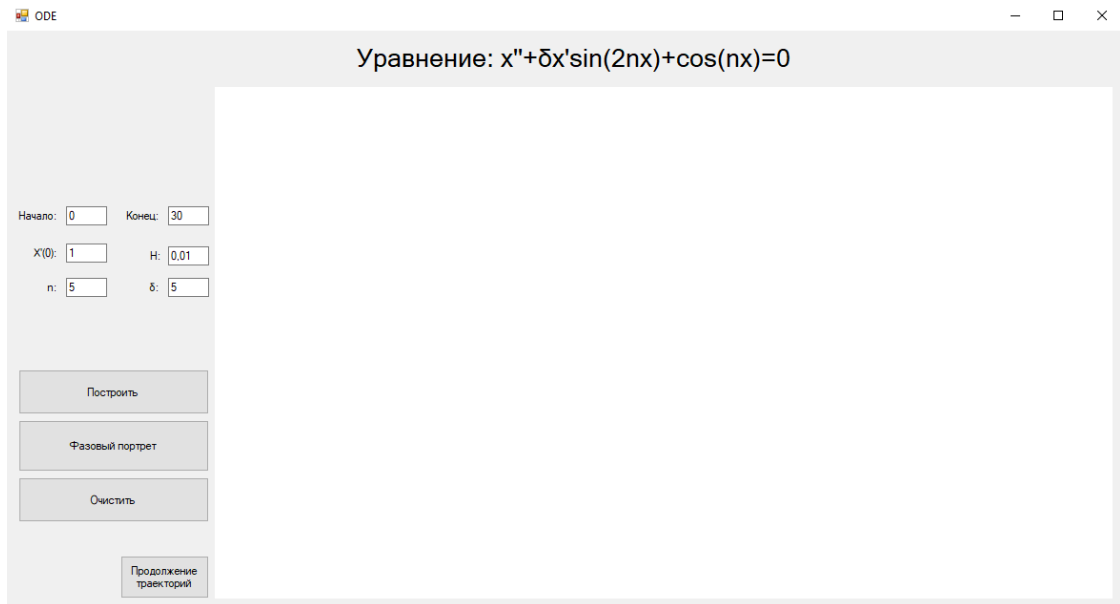 ODE
Уравнение: x''+δx'sin(2nx)+cos(nx)=0
Начало: 0 Конец: 30
X'(0): 1 H: 0,01
n: 5 δ: 5
Построить
Фазовый портрет
Очистить
Продолжение
траекторий